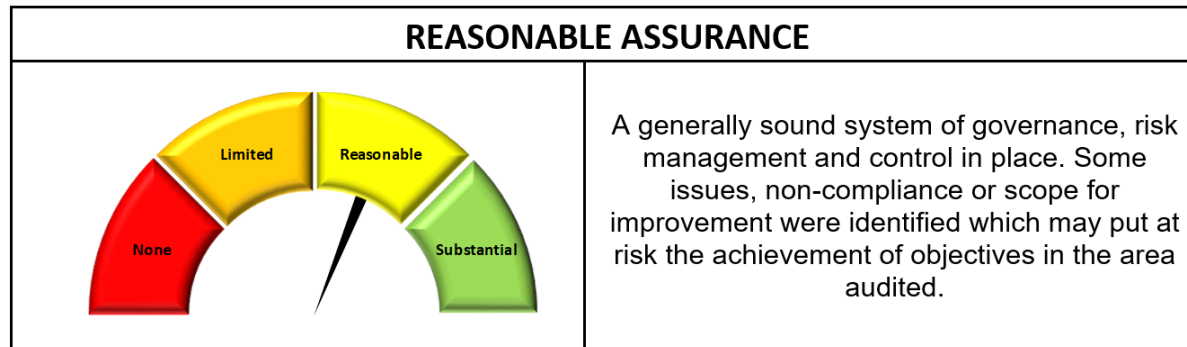 REASONABLE ASSURANCE
Limited
Reasonable
None
Substantial
A generally sound system of governance, risk
management and control in place. Some
issues, non-compliance or scope for
improvement were identified which may put at
risk the achievement of objectives in the area
audited.